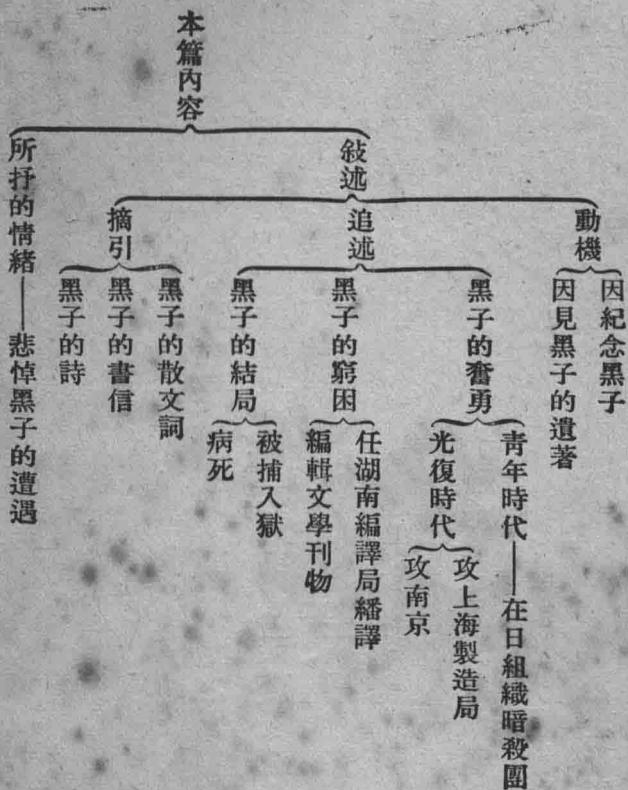 本篇內容
敍述
動機
因紀念黑子
因見黑子的遺著
追述
黑子的奮勇
靑年時代——在日組織暗殺團
光復時代
攻上海製造局
攻南京
黑子的窮困
任湖南編譯局繙譯
編輯文學刊物
黑子的結局
被捕入獄
病死
摘引
黑子的散文詞
黑子的書信
黑子的詩
所抒的情緒——悲悼黑子的遭遇